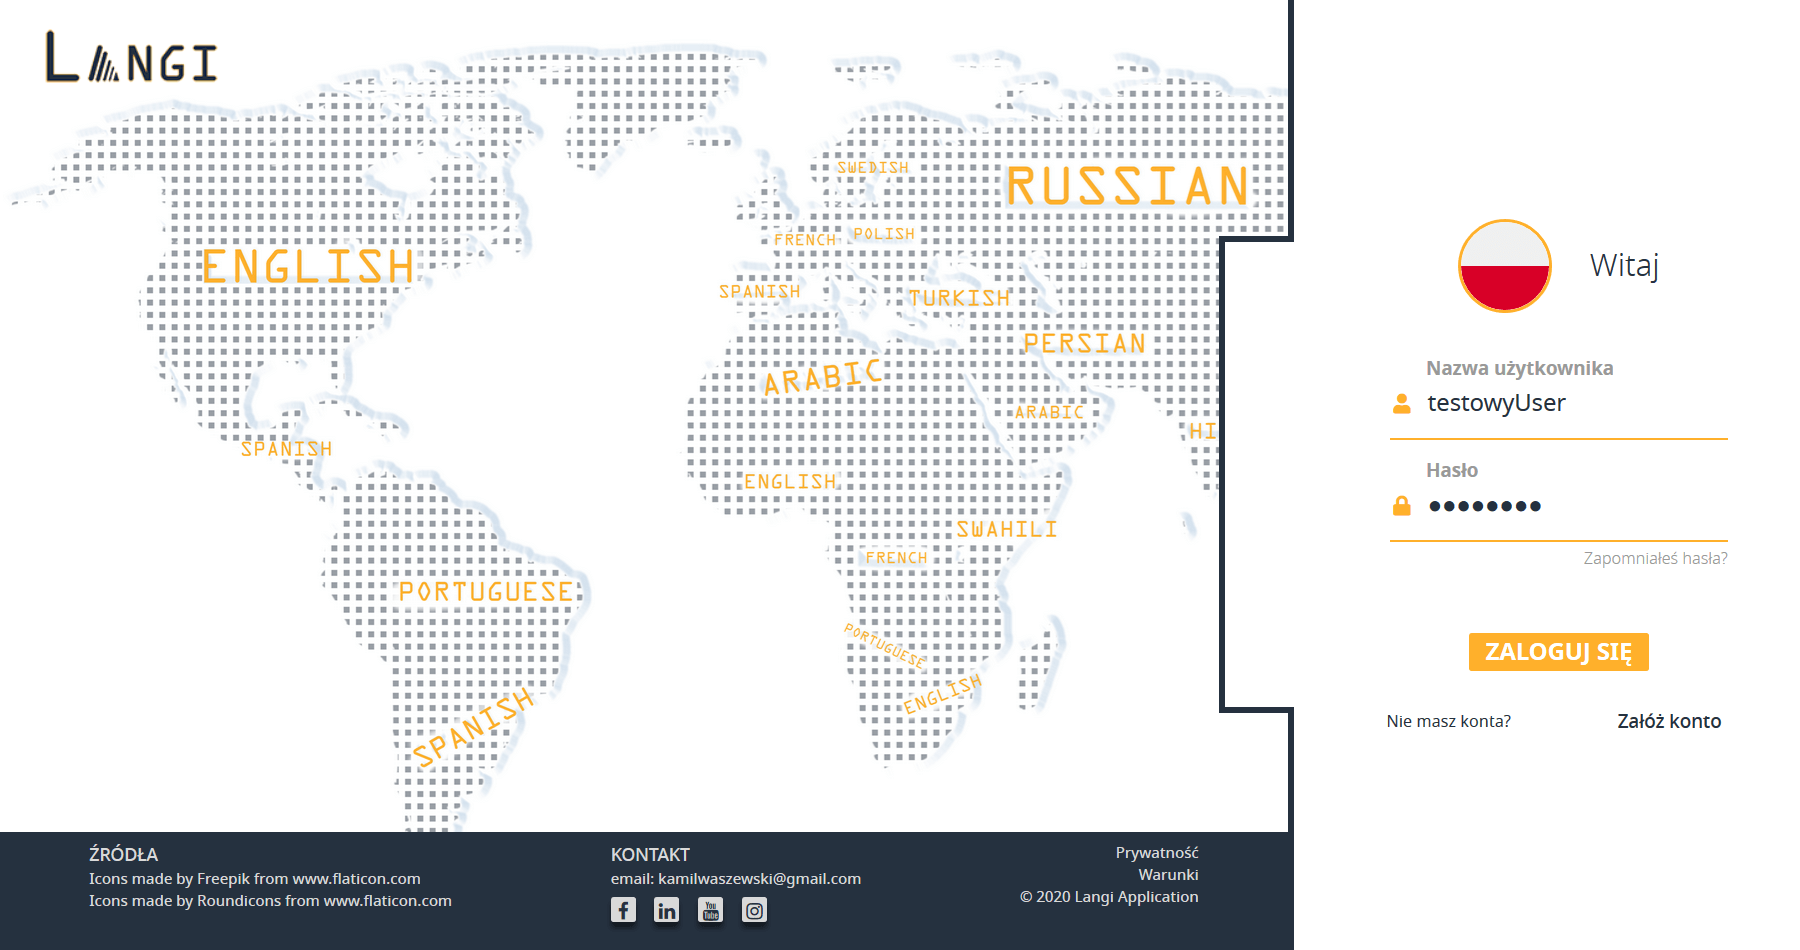 LANGI
SWEDISH
RUSSIAN
FRENCH
POLISH
ENGLISH
SPANISH
TURKISH
PERSIAN
ARABIC
ARABIC
HI
SPANISH
ENGLISH
SWAHILI
FRENCH
PORTUGUESE
PORTUGUESE
ENGLISH
SPANISH
Witaj
Nazwa użytkownika
testowyUser
Hasło
••••••••
Zapomniałeś hasła?
ZALOGUJ SIĘ
Nie masz konta? Załóż konto
ŹRÓDŁA
Icons made by Freepik from www.flaticon.com
Icons made by Roundicons from www.flaticon.com
KONTAKT
email: kamilwaszewski@gmail.com
You Tube
Prywatność
Warunki
© 2020 Langi Application